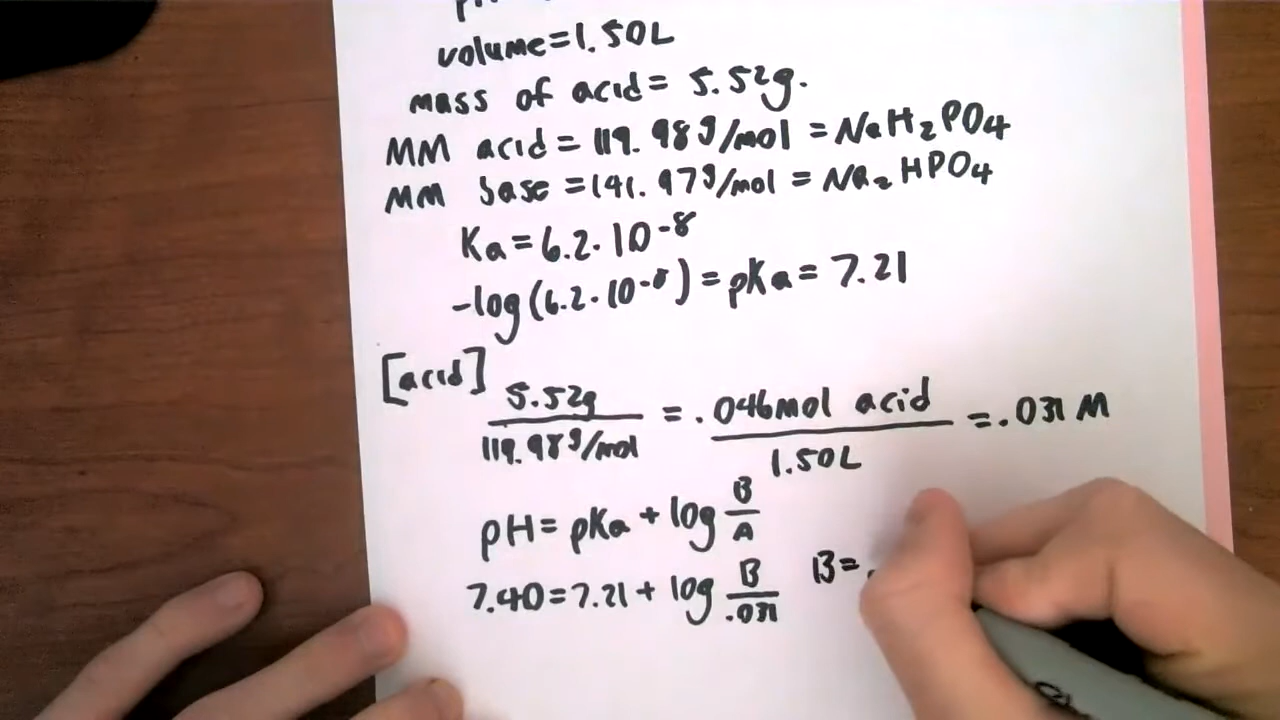 pH
volume=1.50L
mass of acid= 5.52g.
MM acid = 119.98g/mol = NaH₂PO₄
MM base =141.97g/mol = Na₂HPO₄
Ka=6.2·10⁻⁸
-log(6.2·10⁻⁸)=pKa=7.21
[acid]
5.52g / 119.98g/mol = .046mol acid / 1.50L =.031 M
pH= pKa + log B/A
7.40=7.21+ log B/.031 B=.